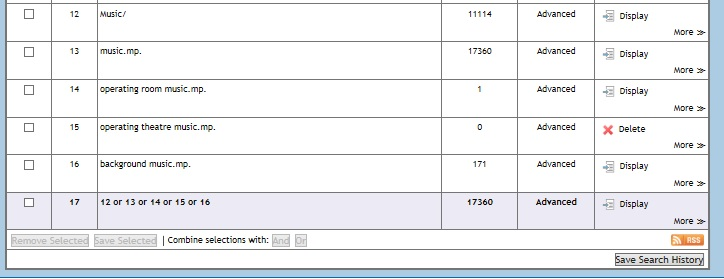 12 Music/ 11114 Advanced Display
More ≫
13 music.mp. 17360 Advanced Display
More ≫
14 operating room music.mp. 1 Advanced Display
More ≫
15 operating theatre music.mp. 0 Advanced Delete
More ≫
16 background music.mp. 171 Advanced Display
More ≫
17 12 or 13 or 14 or 15 or 16 17360 Advanced Display
More ≫
Remove Selected Save Selected | Combine selections with: And Or RSS
Save Search History